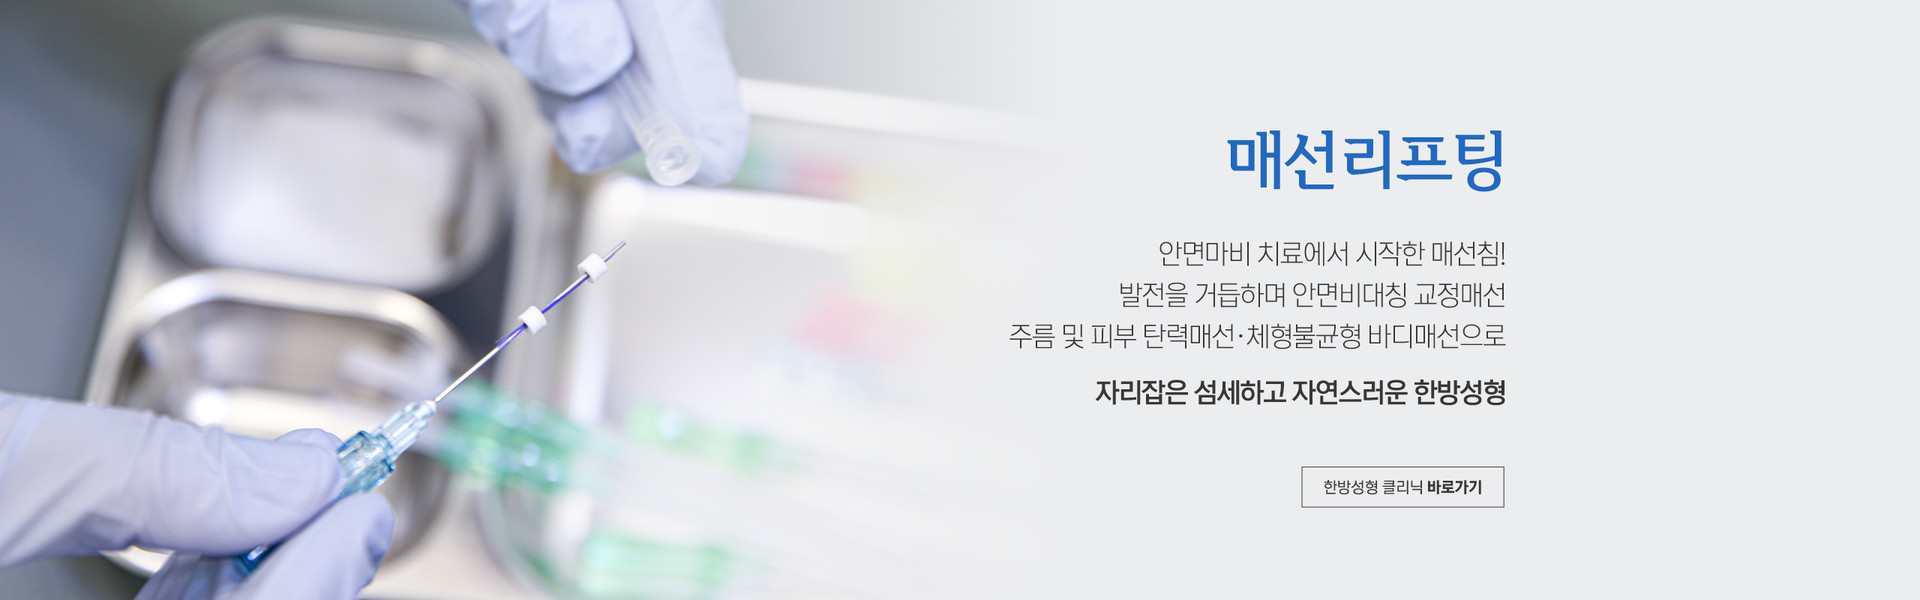 매선리프팅
안면마비 치료에서 시작한 매선침!
발전을 거듭하며 안면비대칭 교정매선
주름 및 피부 탄력매선·체형불균형 바디매선으로
자리잡은 섬세하고 자연스러운 한방성형
한방성형 클리닉 바로가기